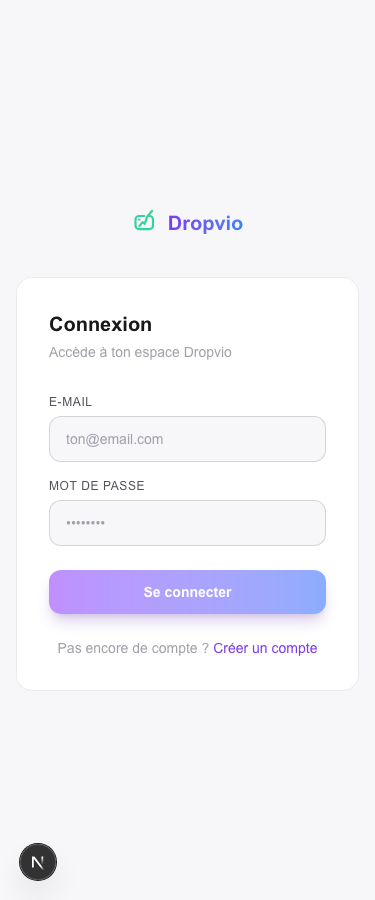 Dropvio
Connexion
Accède à ton espace Dropvio
E-MAIL
ton@email.com
MOT DE PASSE
••••••••
Se connecter
Pas encore de compte ? Créer un compte
N